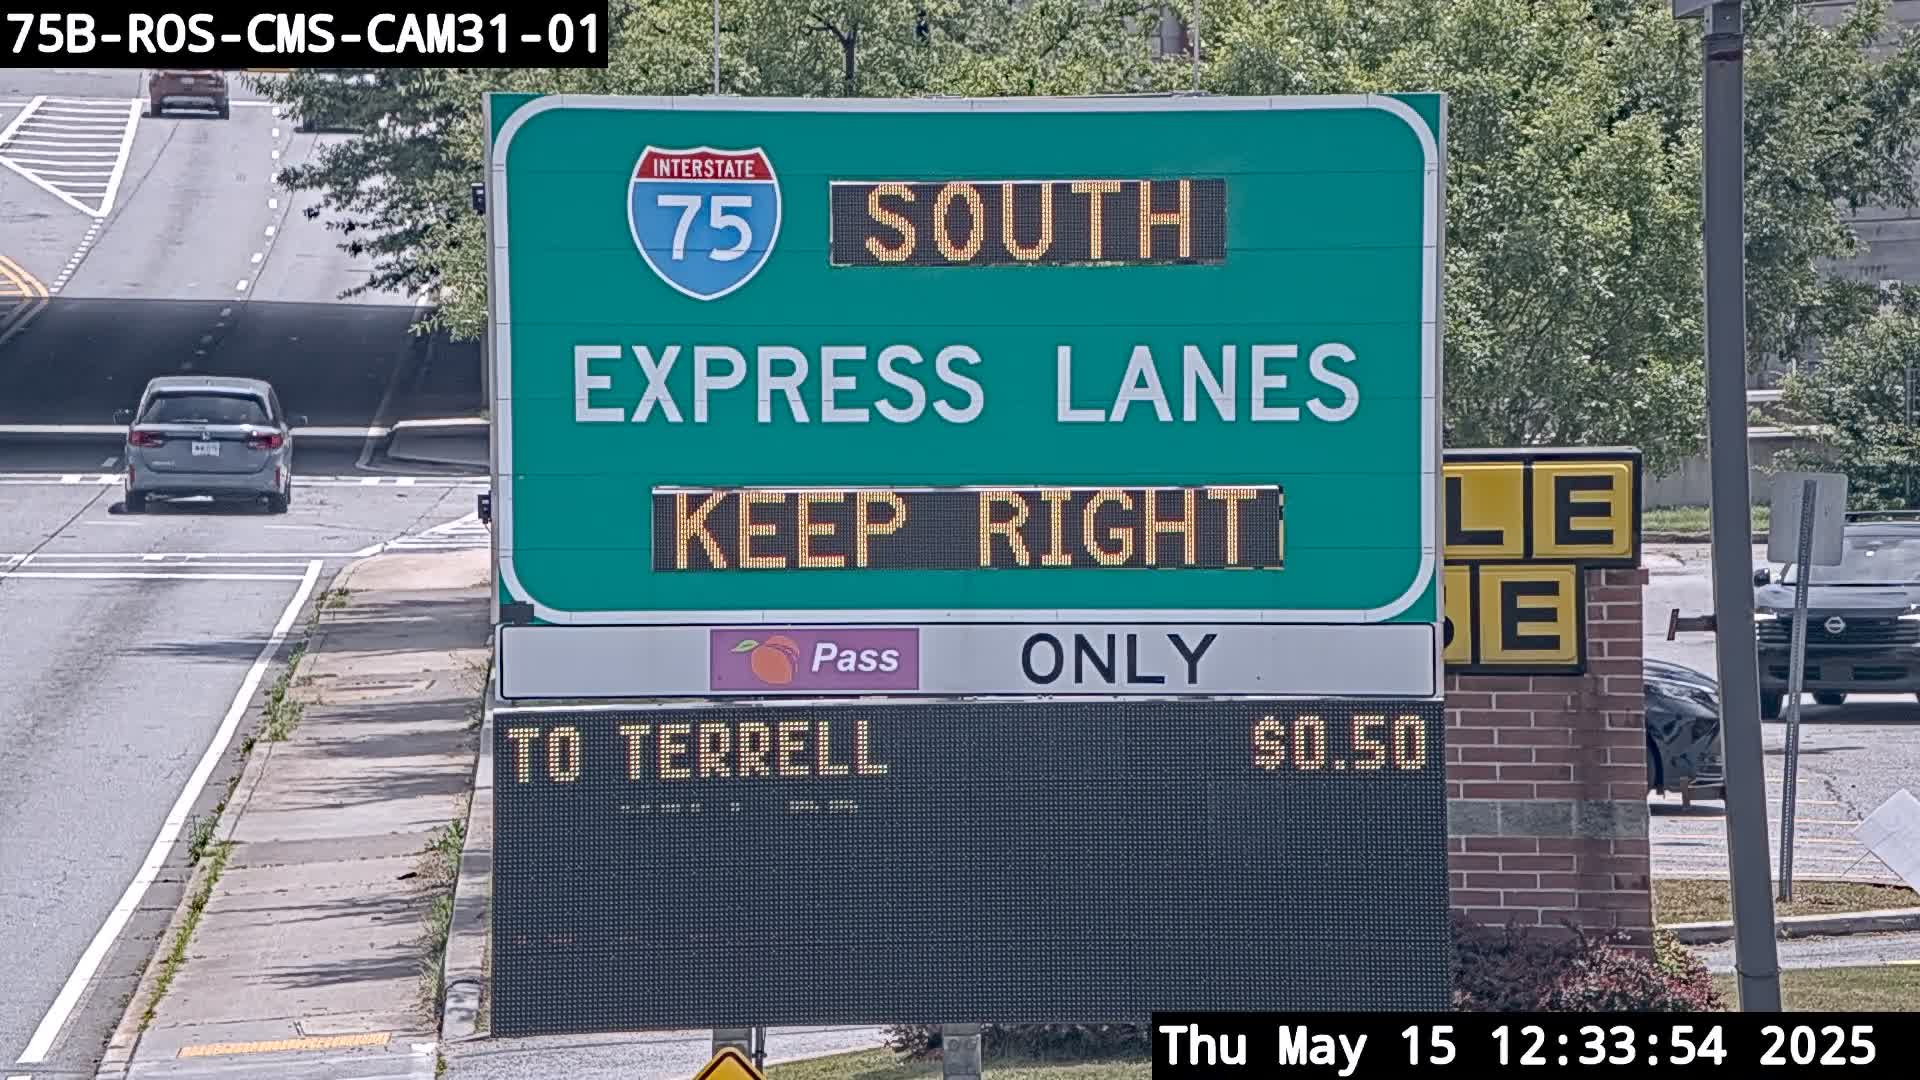 75B-ROS-CMS-CAM31-01
INTERSTATE
75
SOUTH
EXPRESS LANES
KEEP RIGHT
LE
E
Pass ONLY
TO TERRELL $0.50
Thu May 15 12:33:54 2025